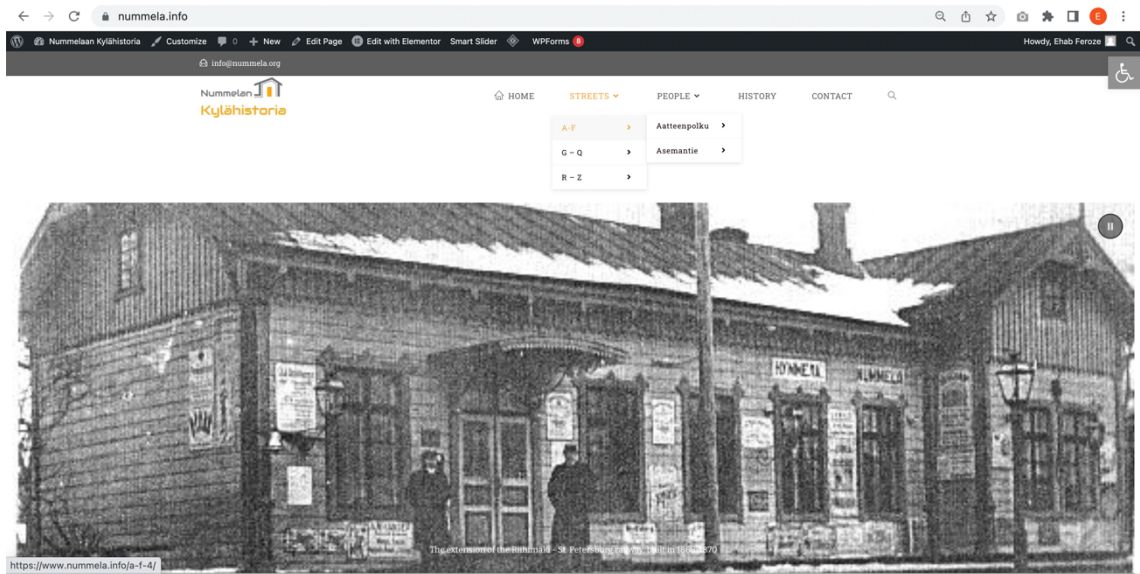 nummela.info
Nummelaan Kylähistoria Customize 0 + New Edit Page Edit with Elementor Smart Slider WPForms 8 Howdy, Ehab Feroze
info@nummela.org
Nummelan
Kylähistoria
HOME STREETS PEOPLE HISTORY CONTACT
A-F
G – Q
R – Z
Aatteenpolku
Asemantie
NUMMELA
The extension of the - St. Petersburg built in
https://www.nummela.info/a-f-4/
E